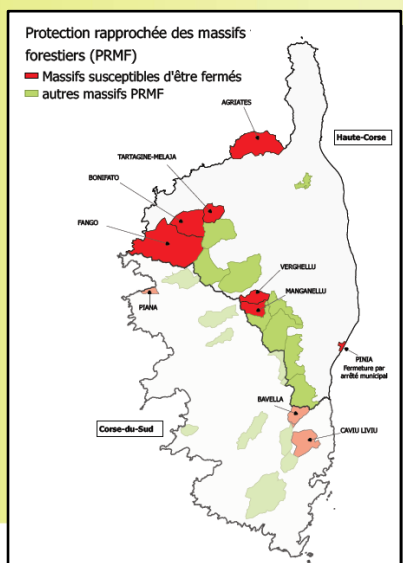 Protection rapprochée des massifs
forestiers (PRMF)
Massifs susceptibles d'être fermés
autres massifs PRMF
AGRIATES
Haute-Corse
TARTAGINE-MELAJA
BONIFATO
FANGO
VERGHELLU
MANGANELLU
PIANA
PINIA
Fermeture par
arrêté municipal
BAVELLA
Corse-du-Sud
CAVIU LIVIU